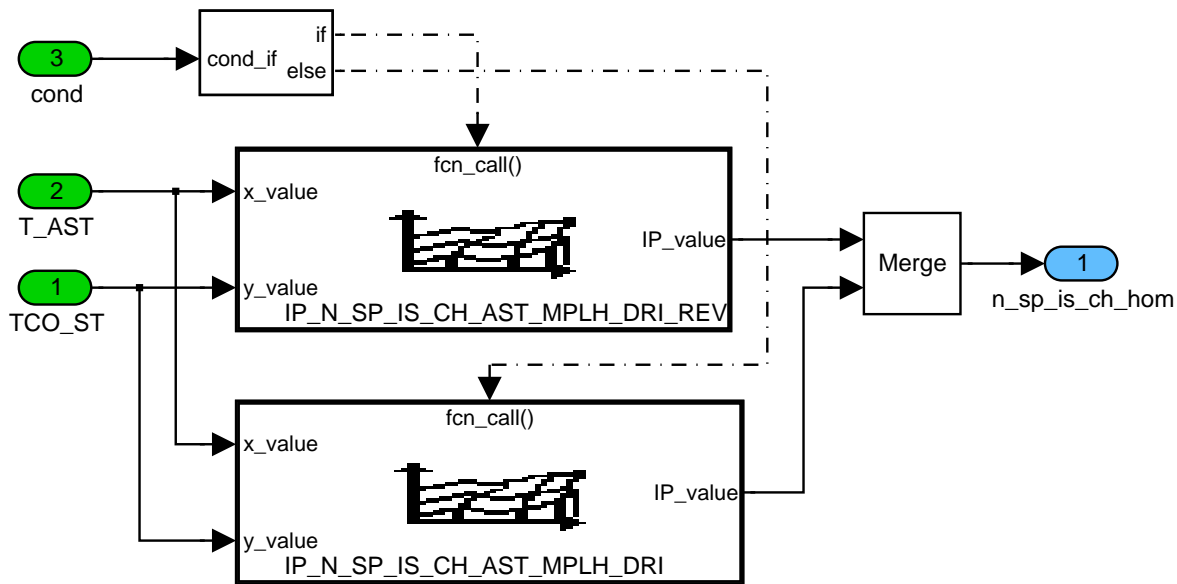 3
cond
cond_if
if
else
fcn_call()
2
T_AST
x_value
IP_value
1
TCO_ST
y_value
IP_N_SP_IS_CH_AST_MPLH_DRI_REV
Merge
1
n_sp_is_ch_hom
fcn_call()
x_value
IP_value
y_value
IP_N_SP_IS_CH_AST_MPLH_DRI